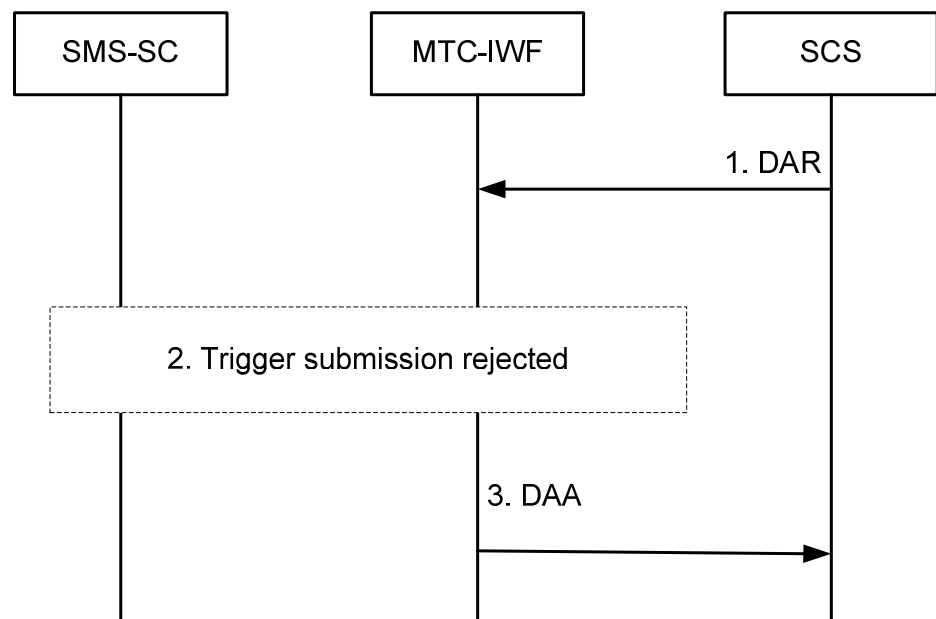 SMS-SC
MTC-IWF
SCS
1. DAR
2. Trigger submission rejected
3. DAA